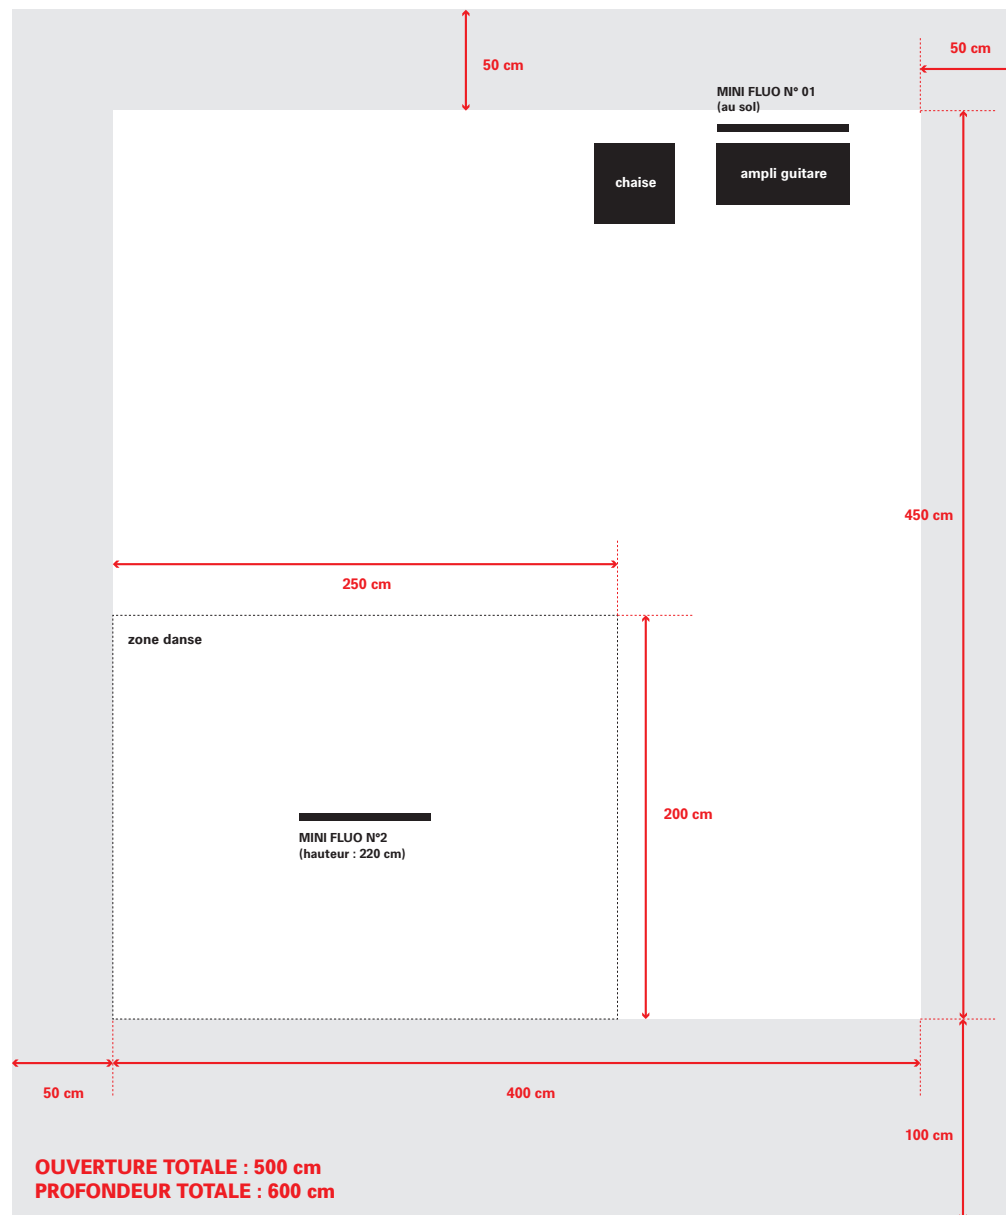 50 cm
50 cm
MINI FLUO N° 01
(au sol)
chaise
ampli guitare
450 cm
250 cm
zone danse
200 cm
MINI FLUO N°2
(hauteur : 220 cm)
50 cm
400 cm
100 cm
OUVERTURE TOTALE : 500 cm
PROFONDEUR TOTALE : 600 cm